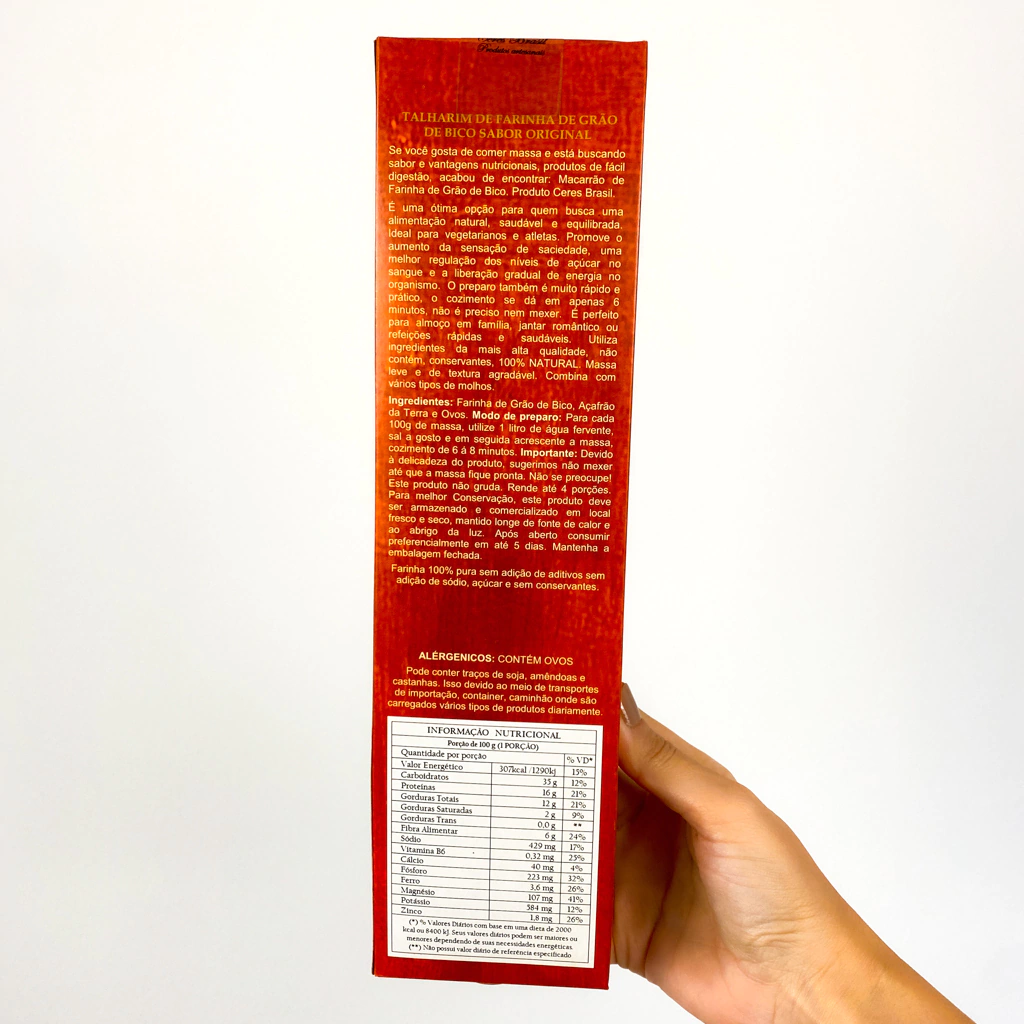 Ceres Brasil
Produtos nutricionais
TALHARIM DE FARINHA DE GRÃO
DE BICO SABOR ORIGINAL
Se você gosta de comer massa e está buscando
sabor e vantagens nutricionais, produtos de fácil
digestão, acabou de encontrar: Macarrão de
Farinha de Grão de Bico. Produto Ceres Brasil.
É uma ótima opção para quem busca uma
alimentação natural, saudável e equilibrada.
Ideal para vegetarianos e atletas. Promove o
aumento da sensação de saciedade, uma
melhor regulação dos níveis de açúcar no
sangue e a liberação gradual de energia no
organismo. O preparo também é muito rápido e
prático, o cozimento se dá em apenas 6
minutos, não é preciso nem mexer. É perfeito
para almoço em família, jantar romântico ou
refeições rápidas e saudáveis. Utiliza
ingredientes da mais alta qualidade, não
contém, conservantes, 100% NATURAL. Massa
leve e de textura agradável. Combina com
vários tipos de molhos.
Ingredientes: Farinha de Grão de Bico, Açafrão
da Terra e Ovos. Modo de preparo: Para cada
100g de massa, utilize 1 litro de água fervente,
sal a gosto e em seguida acrescente a massa,
cozimento de 6 á 8 minutos. Importante: Devido
á delicadeza do produto, sugerimos não mexer
até que a massa fique pronta. Não se preocupe!
Este produto não gruda. Rende até 4 porções.
Para melhor Conservação, este produto deve
ser armazenado e comercializado em local
fresco e seco, mantido longe de fonte de calor e
ao abrigo da luz. Após aberto consumir
preferencialmente em até 5 dias. Mantenha a
embalagem fechada.
Farinha 100% pura sem adição de aditivos sem
adição de sódio, açúcar e sem conservantes.
ALÉRGENICOS: CONTÉM OVOS
Pode conter traços de soja, amêndoas e
castanhas. Isso devido ao meio de transportes
de importação, container, caminhão onde são
carregados vários tipos de produtos diariamente.
INFORMAÇÃO NUTRICIONAL
Porção de 100 g (1 PORÇÃO)
Quantidade por porção % VD*
Valor Energético 307kcal /1290kj 15%
Carboidratos 35 g 12%
Proteínas 16 g 21%
Gorduras Totais 12 g 21%
Gorduras Saturadas 2 g 9%
Gorduras Trans 0,0 g **
Fibra Alimentar 6 g 24%
Sódio 429 mg 17%
Vitamina B6 0,32 mg 25%
Cálcio 40 mg 4%
Fósforo 223 mg 32%
Ferro 3,6 mg 26%
Magnésio 107 mg 41%
Potássio 584 mg 12%
Zinco 1,8 mg 26%
(*) % Valores Diários com base em uma dieta de 2000
kcal ou 8400 kJ. Seus valores diários podem ser maiores ou
menores dependendo de suas necessidades energéticas.
(**) Não possui valor diário de referência especificado